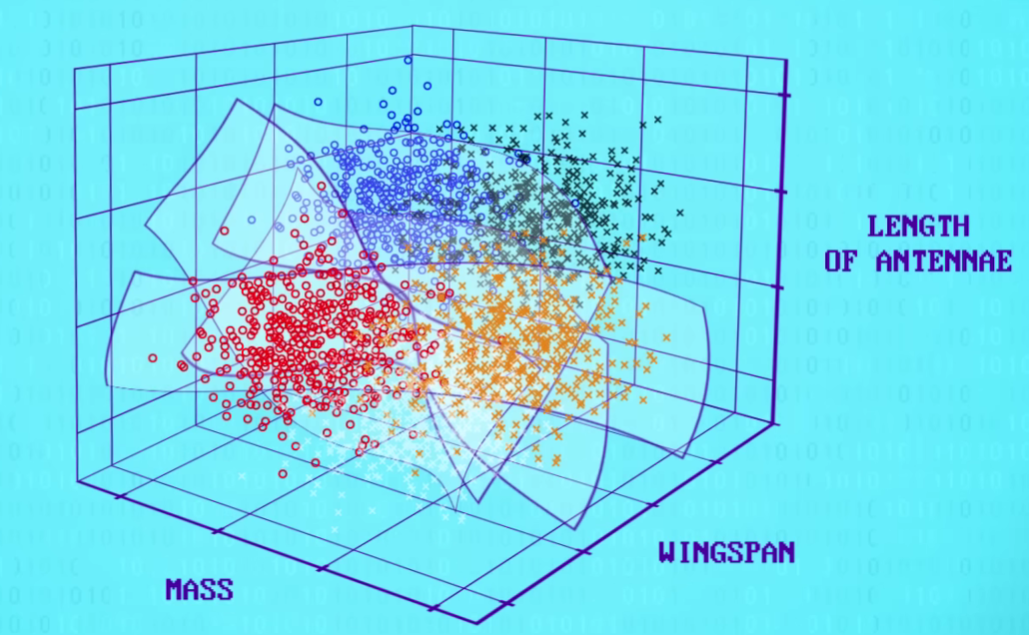 LENGTH
OF ANTENNAE
WINGSPAN
MASS